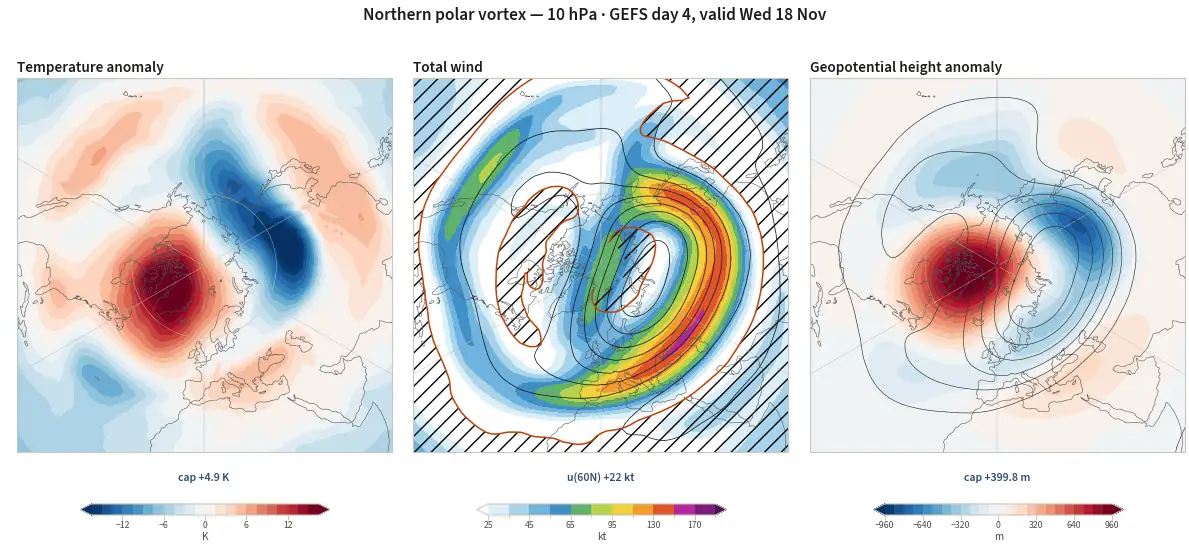 Northern polar vortex — 10 hPa · GEFS day 4, valid Wed 18 Nov
Temperature anomaly
Total wind
Geopotential height anomaly
cap +4.9 K
u(60N) +22 kt
cap +399.8 m
−12 −6 0 6 12
K
25 45 65 95 130 170
kt
−960 −640 −320 0 320 640 960
m